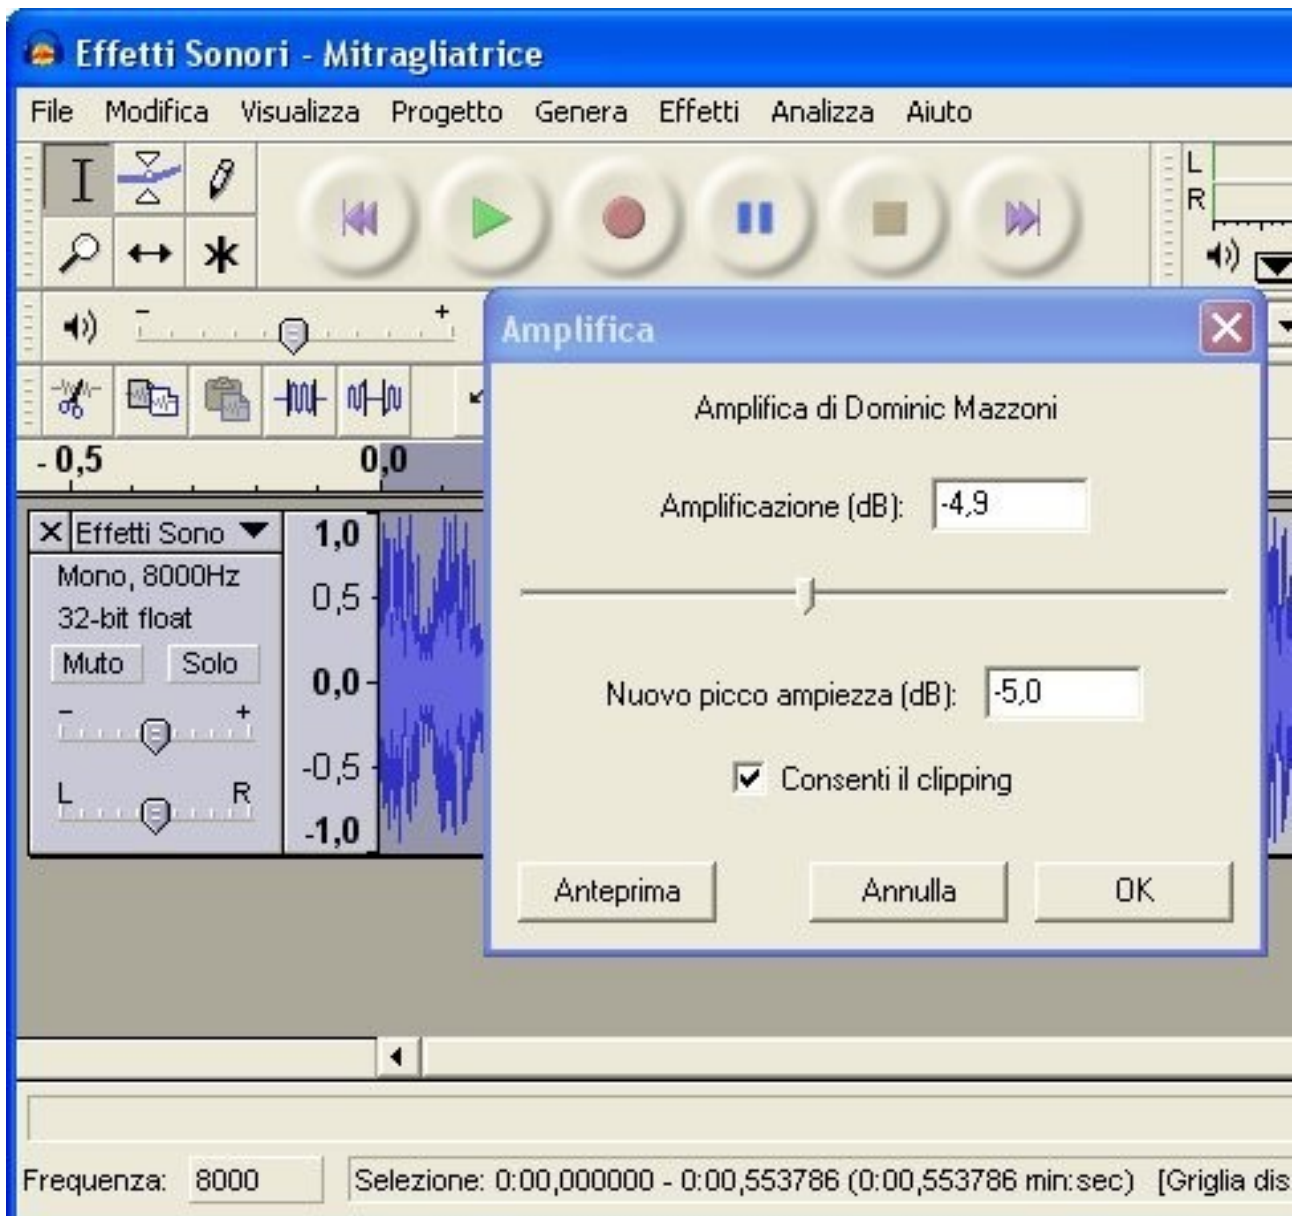 Effetti Sonori - Mitragliatrice
File Modifica Visualizza Progetto Genera Effetti Analizza Aiuto
L
R
- +
Amplifica
Amplifica di Dominic Mazzoni
- 0,5 0,0
Amplificazione (dB): -4,9
Effetti Sono
Mono, 8000Hz
32-bit float
Muto Solo
- +
L R
1,0
0,5
0,0
-0,5
-1,0
Nuovo picco ampiezza (dB): -5,0
Consenti il clipping
Anteprima Annulla OK
Frequenza: 8000 Selezione: 0:00,000000 - 0:00,553786 (0:00,553786 min:sec) [Griglia dis